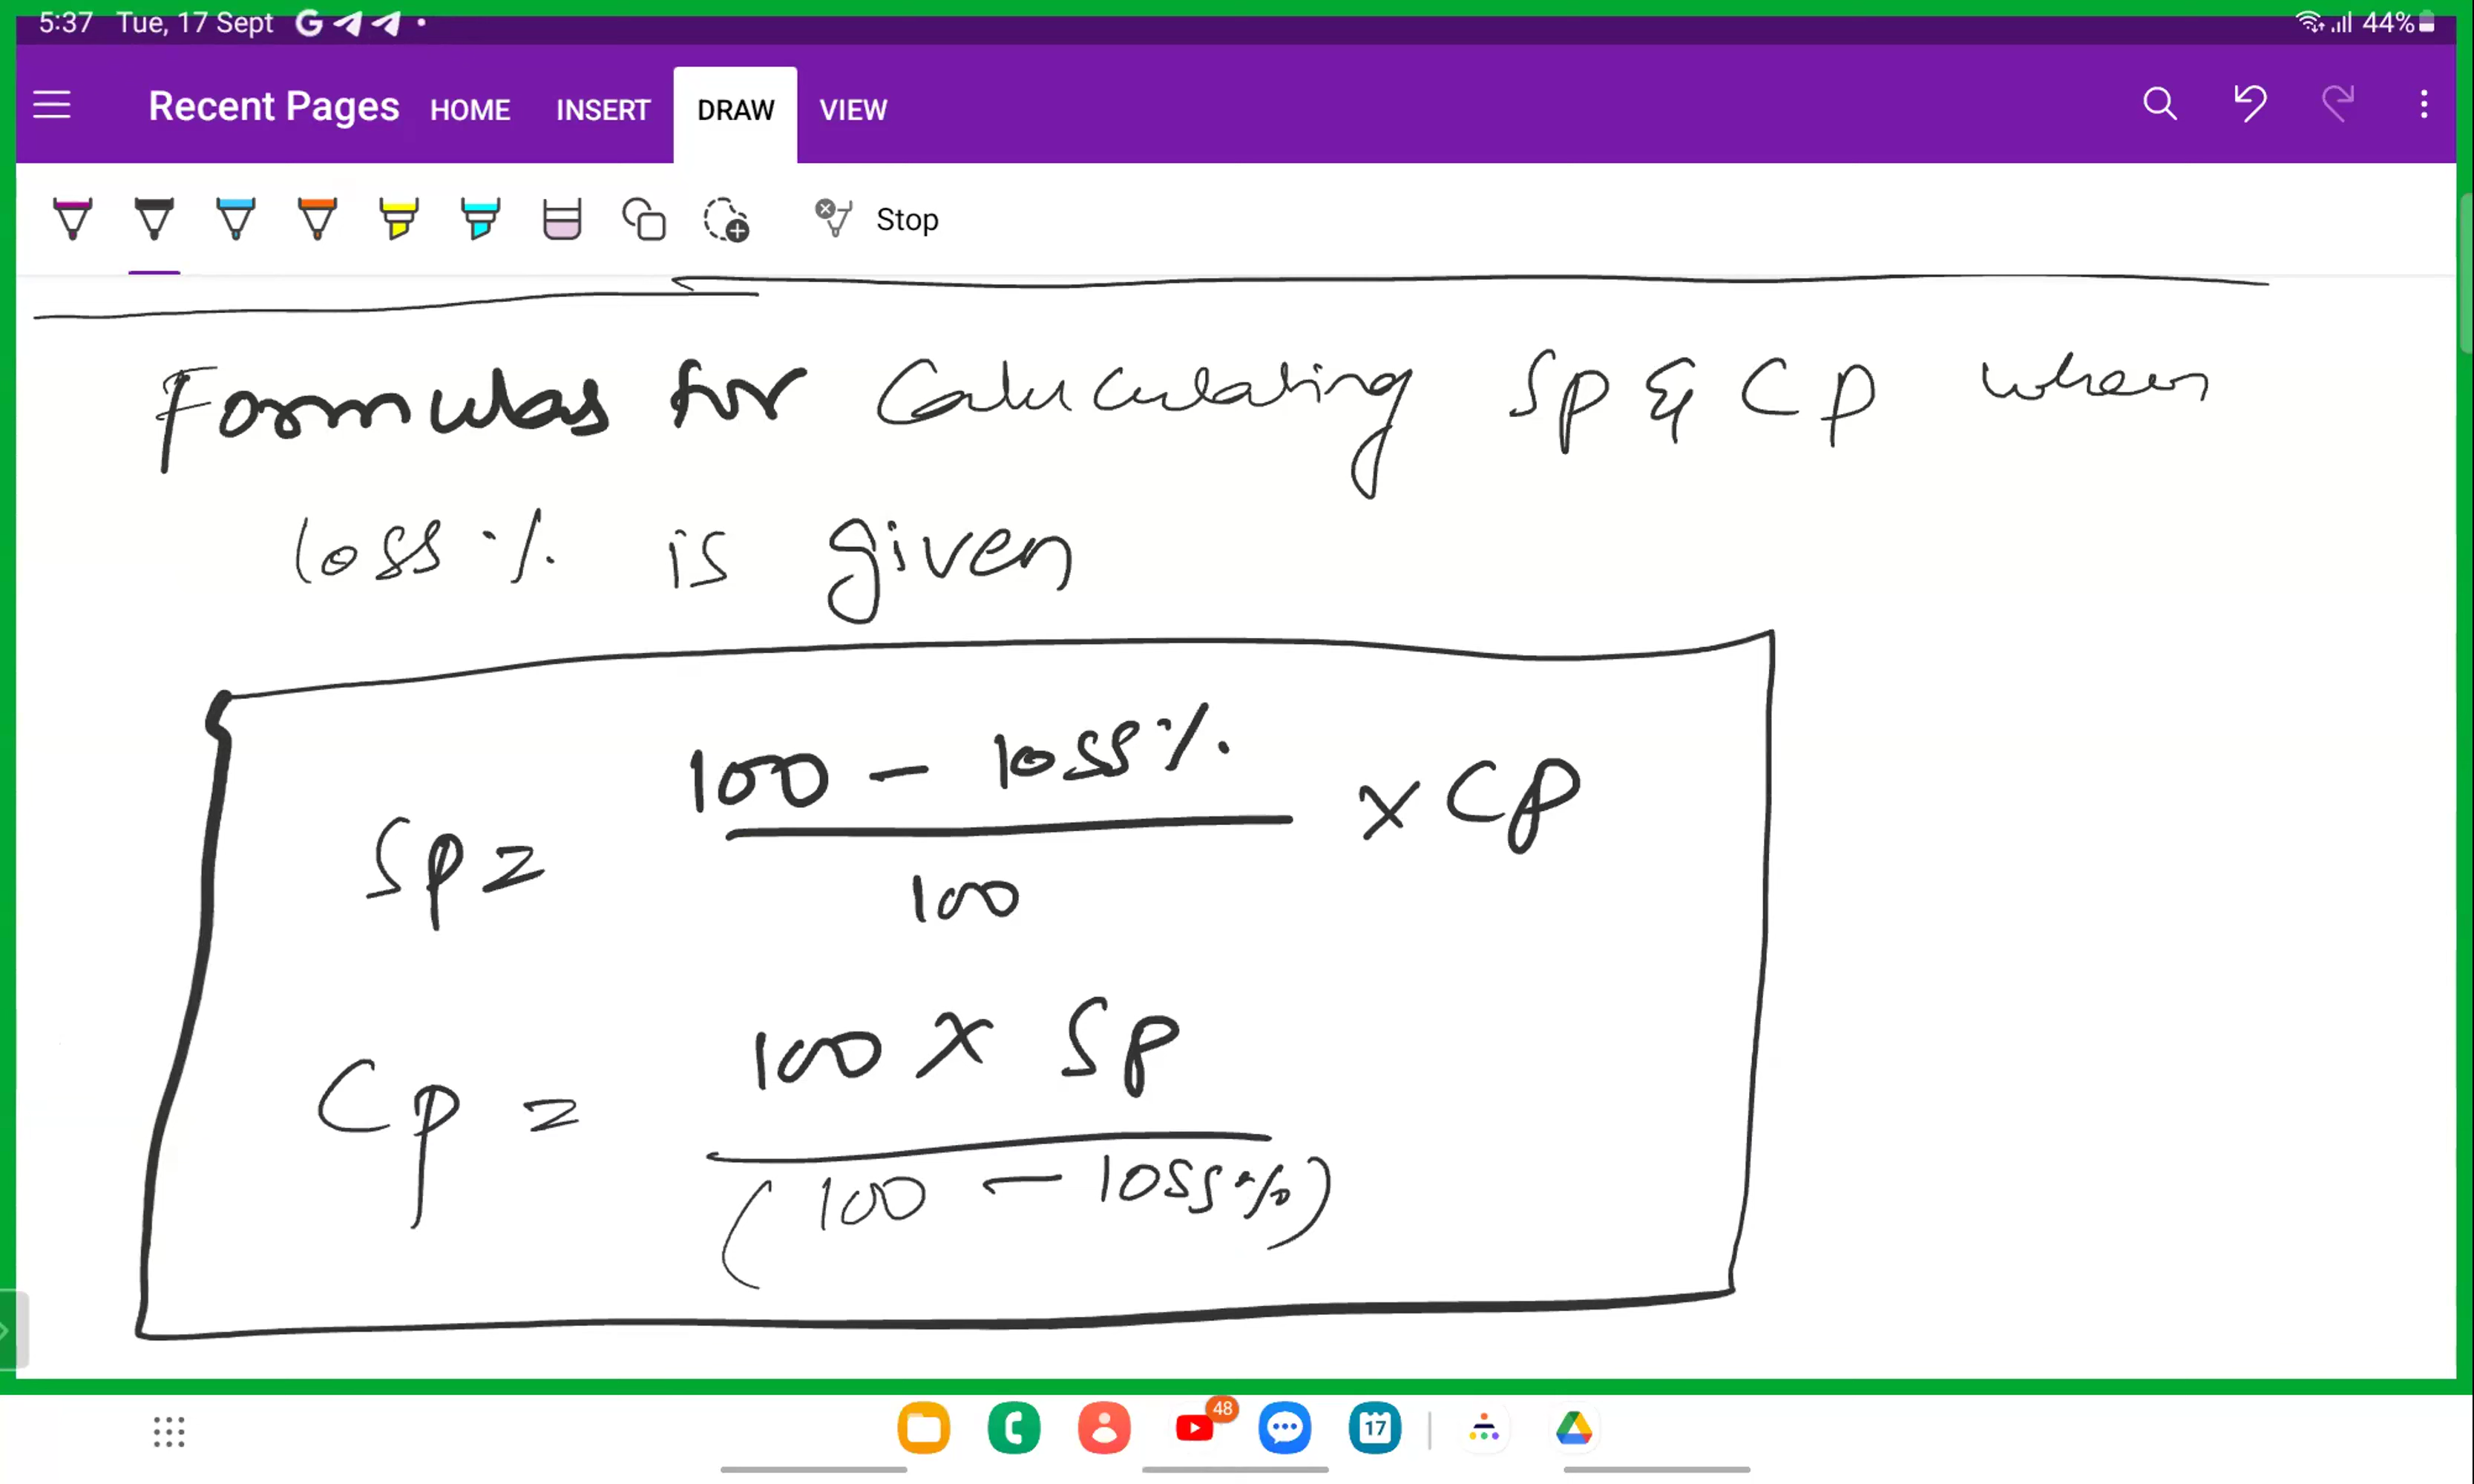 5:37 Tue, 17 Sept G 44%
Recent Pages HOME INSERT DRAW VIEW
Stop
Formulas for Calculating SP & CP when
loss % is given
100 - loss %
SP = × CP
100
100 × SP
CP =
(100 - loss %)
48
17